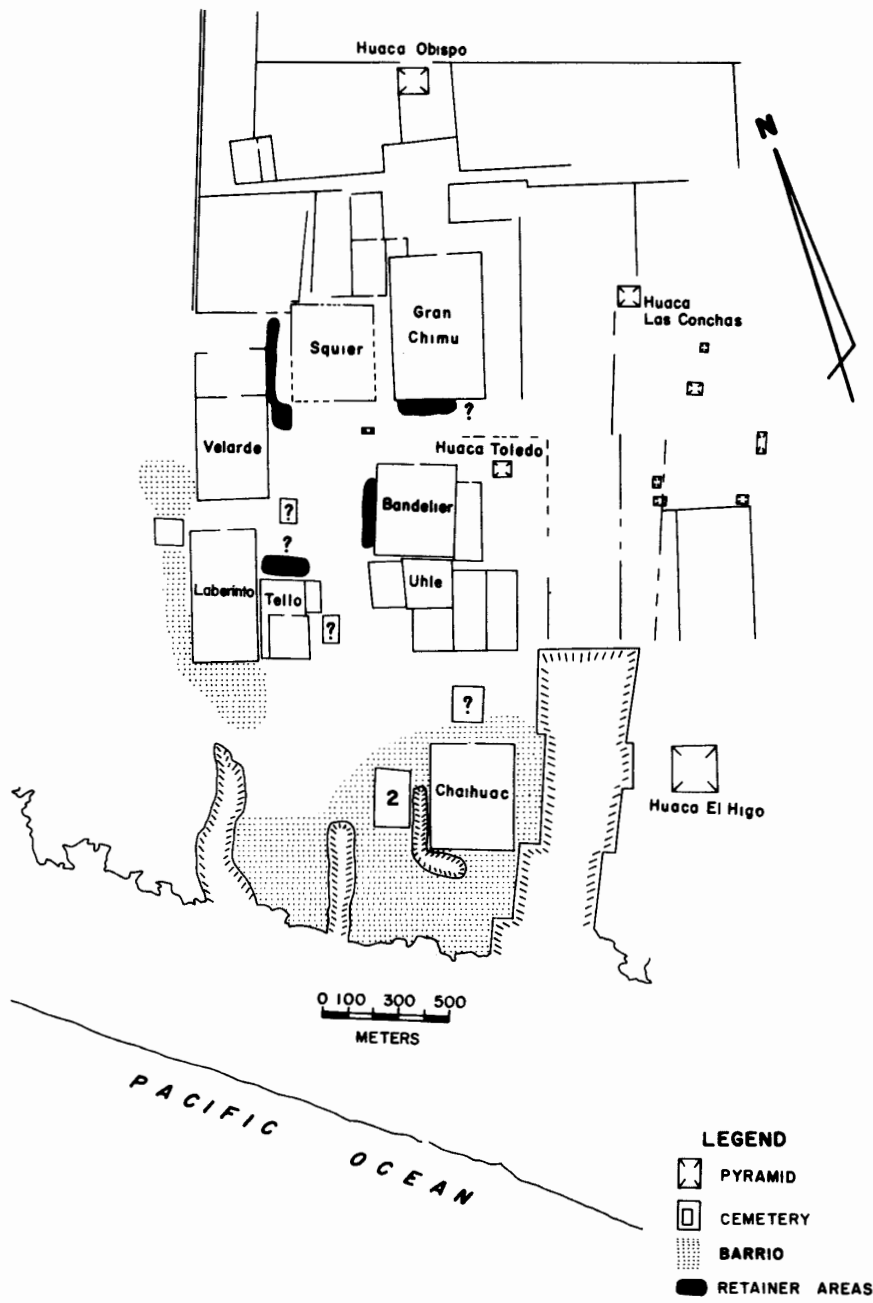 Huaca Obispo
N
Huaca
Las Conchas
Gran
Chimu
Squier
?
Velarde
Huaca Toledo
Bandelier
?
?
Laberinto
Tello
Uhle
?
?
2
Chaihuac
Huaca El Higo
0 100 300 500
METERS
PACIFIC
OCEAN
LEGEND
PYRAMID
CEMETERY
BARRIO
RETAINER AREAS